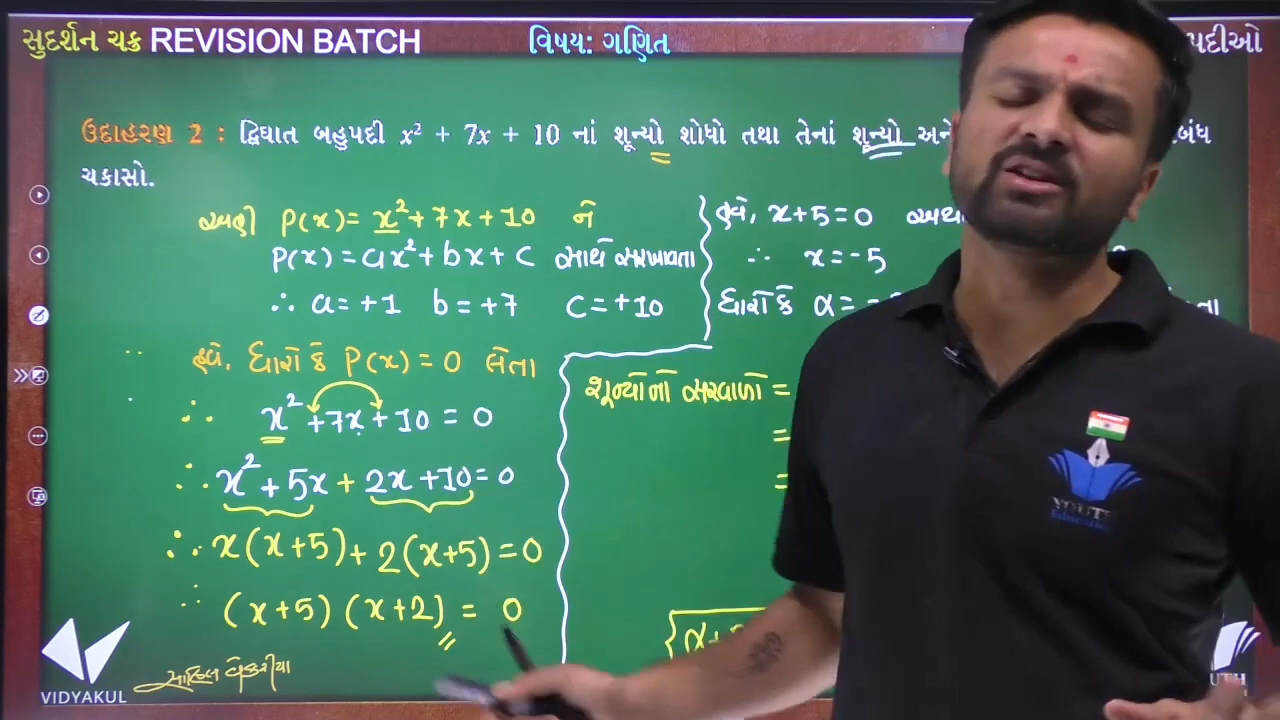 સુદર્શન ચક્ર REVISION BATCH
વિષય: ગણિત
ઉદાહરણ 2 : દ્વિઘાત બહુપદી x² + 7x + 10 નાં શૂન્યો શોધો તથા તેનાં શૂન્યો અને
ચકાસો.
અહીં P(x) = x² + 7x + 10 ને
P(x) = ax² + bx + c સાથે સરખાવતા
∴ a = +1 b = +7 c = +10
હવે, ધારો કે P(x) = 0 લેતા
∴ x² + 7x + 10 = 0
∴ x² + 5x + 2x + 10 = 0
∴ x(x+5) + 2(x+5) = 0
∴ (x+5) (x+2) = 0
હવે, x+5 = 0
∴ x = -5
ધારો કે α = -
શૂન્યોનો સરવાળો =
=
=
VIDYAKUL
YOUTH
Education